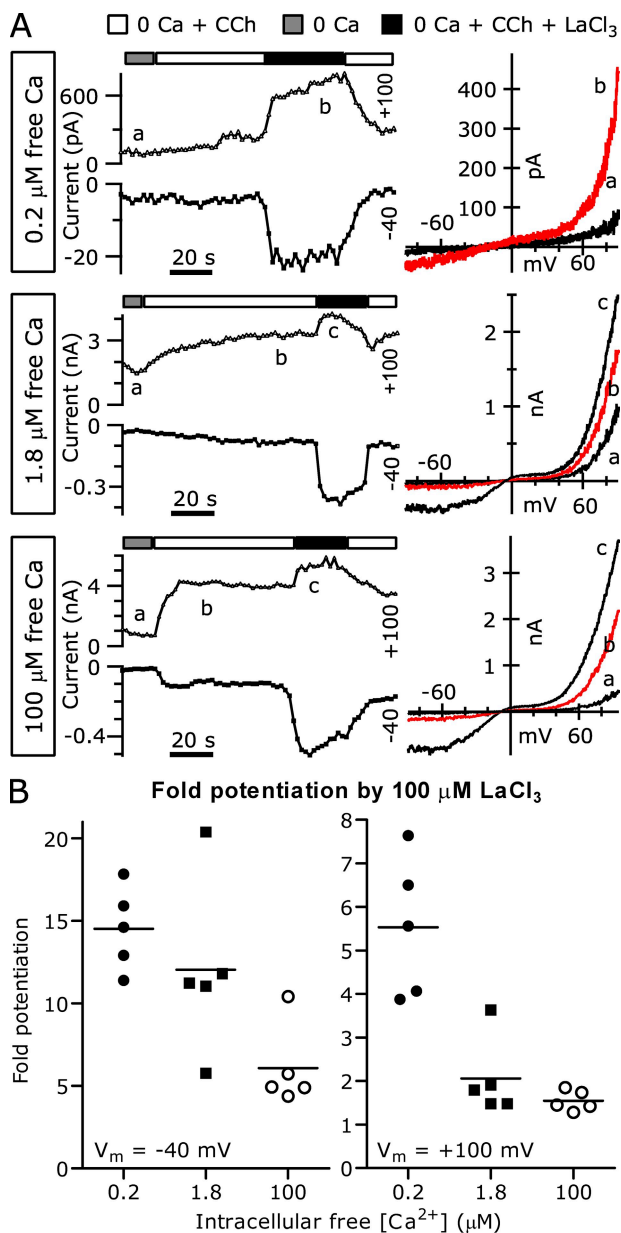 A
0 Ca + CCh 0 Ca 0 Ca + CCh + LaCl₃
0.2 μM free Ca
Current (pA)
600
0
0
-20
a
b
+100
-40
20 s
pA
400
300
200
100
b
a
-60
mV
60
1.8 μM free Ca
Current (nA)
3
0
0
-0.3
a
b
c
+100
-40
20 s
nA
2
1
c
b
a
-60
mV
60
100 μM free Ca
Current (nA)
4
0
0
-0.4
a
b
c
+100
-40
20 s
nA
3
2
1
c
b
a
-60
mV
60
B
Fold potentiation by 100 μM LaCl₃
Fold potentiation
20
15
10
5
0
Vₘ = -40 mV
0.2 1.8 100
8
7
6
5
4
3
2
1
0
Vₘ = +100 mV
0.2 1.8 100
Intracellular free [Ca²⁺] (μM)